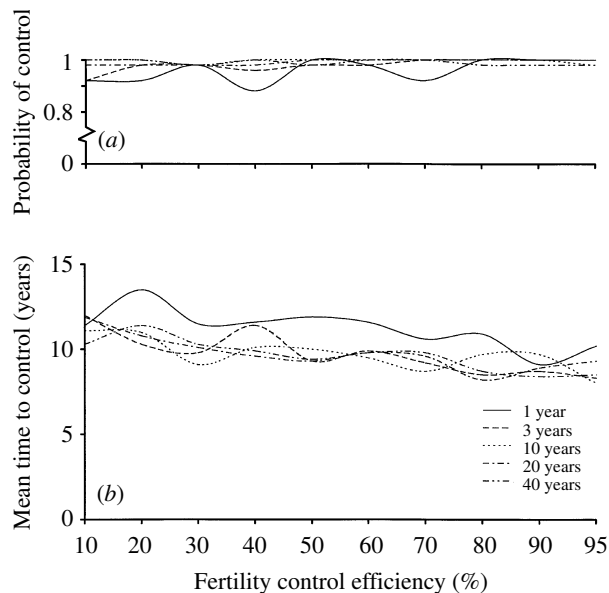 Probability of control
1
0.8
0
(a)
Mean time to control (years)
15
10
5
0
(b)
1 year
3 years
10 years
20 years
40 years
10 20 30 40 50 60 70 80 90 95
Fertility control efficiency (%)